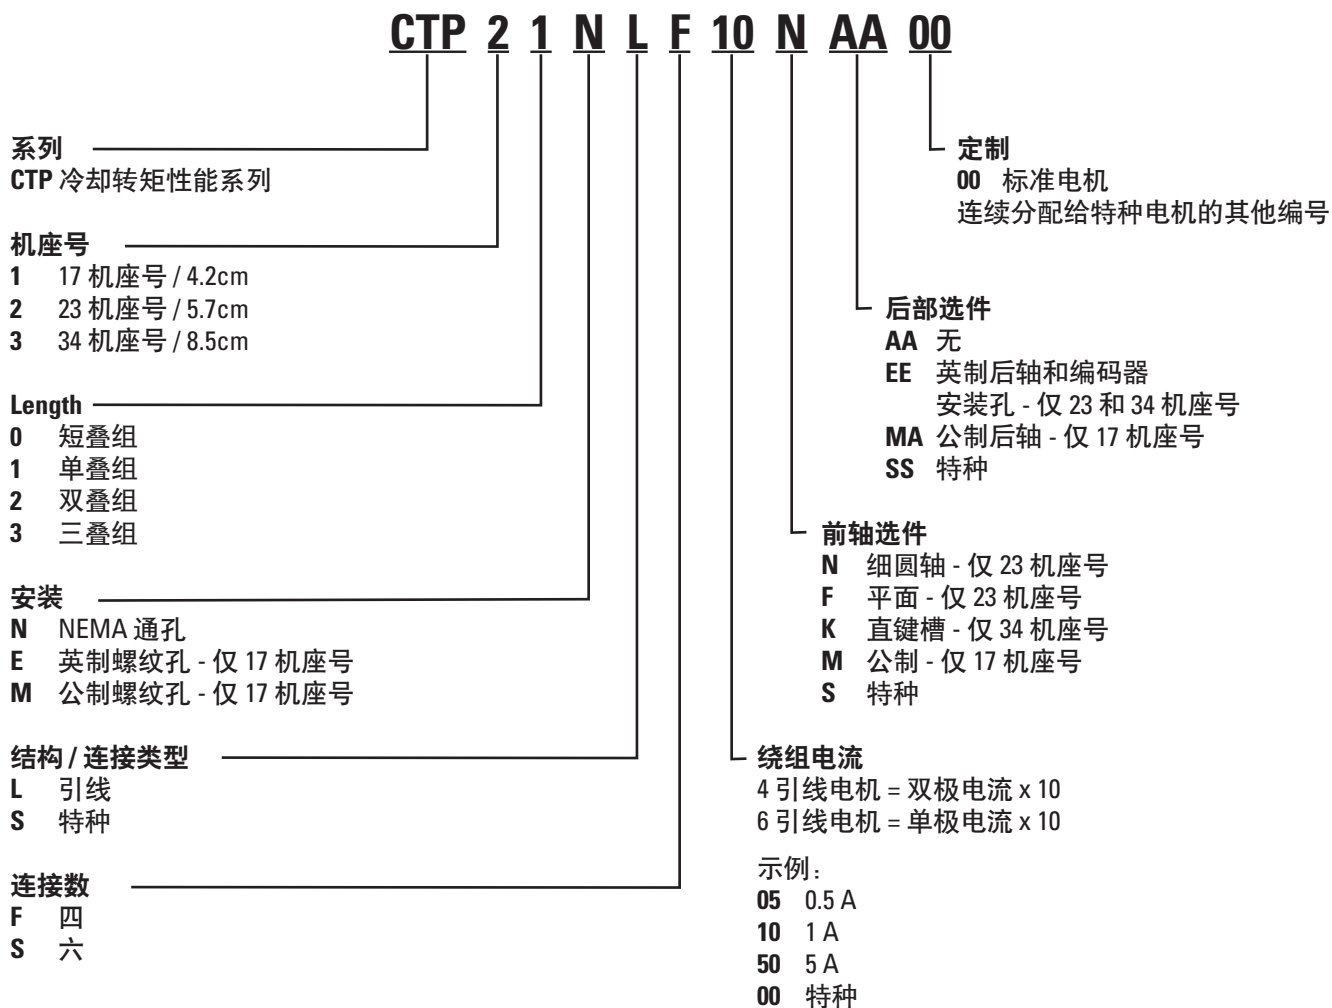 CTP 2 1 N L F 10 N AA 00
系列
CTP 冷却转矩性能系列
机座号
1 17 机座号 / 4.2cm
2 23 机座号 / 5.7cm
3 34 机座号 / 8.5cm
Length
0 短叠组
1 单叠组
2 双叠组
3 三叠组
安装
N NEMA 通孔
E 英制螺纹孔 - 仅 17 机座号
M 公制螺纹孔 - 仅 17 机座号
结构 / 连接类型
L 引线
S 特种
连接数
F 四
S 六
定制
00 标准电机
连续分配给特种电机的其他编号
后部选件
AA 无
EE 英制后轴和编码器
安装孔 - 仅 23 和 34 机座号
MA 公制后轴 - 仅 17 机座号
SS 特种
前轴选件
N 细圆轴 - 仅 23 机座号
F 平面 - 仅 23 机座号
K 直键槽 - 仅 34 机座号
M 公制 - 仅 17 机座号
S 特种
绕组电流
4 引线电机 = 双极电流 x 10
6 引线电机 = 单极电流 x 10
示例：
05 0.5 A
10 1 A
50 5 A
00 特种